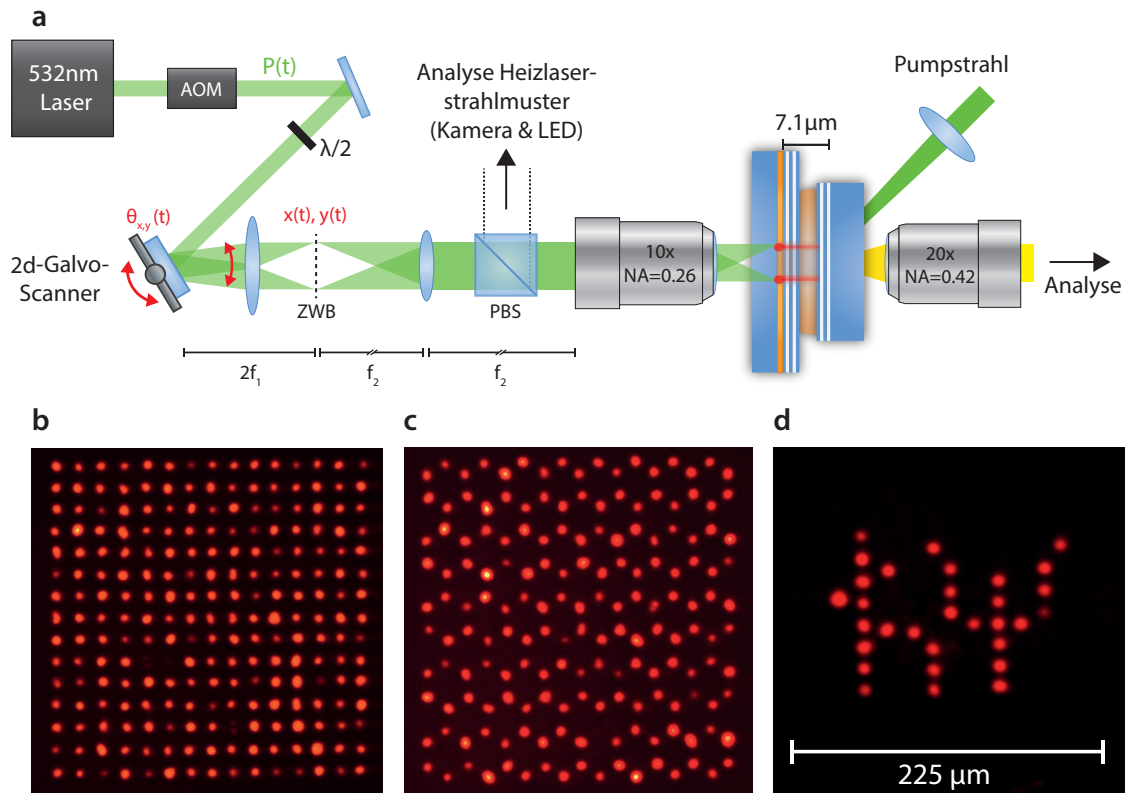 a
532nm
Laser
AOM
P(t)
λ/2
Analyse Heizlaser-
strahlmuster
(Kamera & LED)
Pumpstrahl
7.1µm
θx,y(t)
x(t), y(t)
2d-Galvo-
Scanner
ZWB
PBS
10x
NA=0.26
20x
NA=0.42
Analyse
2f₁
f₂
f₂
b
c
d
225 µm